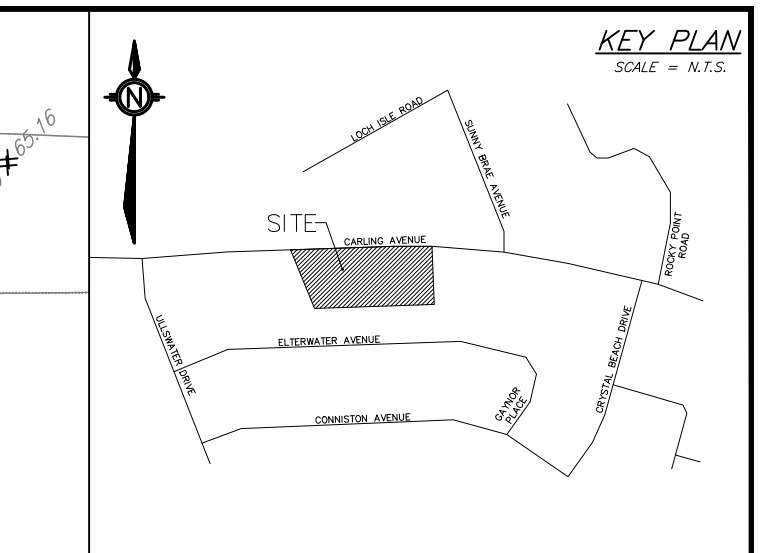 KEY PLAN
SCALE = N.T.S.
65.16
N
LOCH ISLE ROAD
SUNNY BRAE AVENUE
SITE
CARLING AVENUE
ROCKY POINT
ROAD
ULLSWATER DRIVE
ELTERWATER AVENUE
CRYSTAL BEACH DRIVE
GAYNOR
PLACE
CONNISTON AVENUE